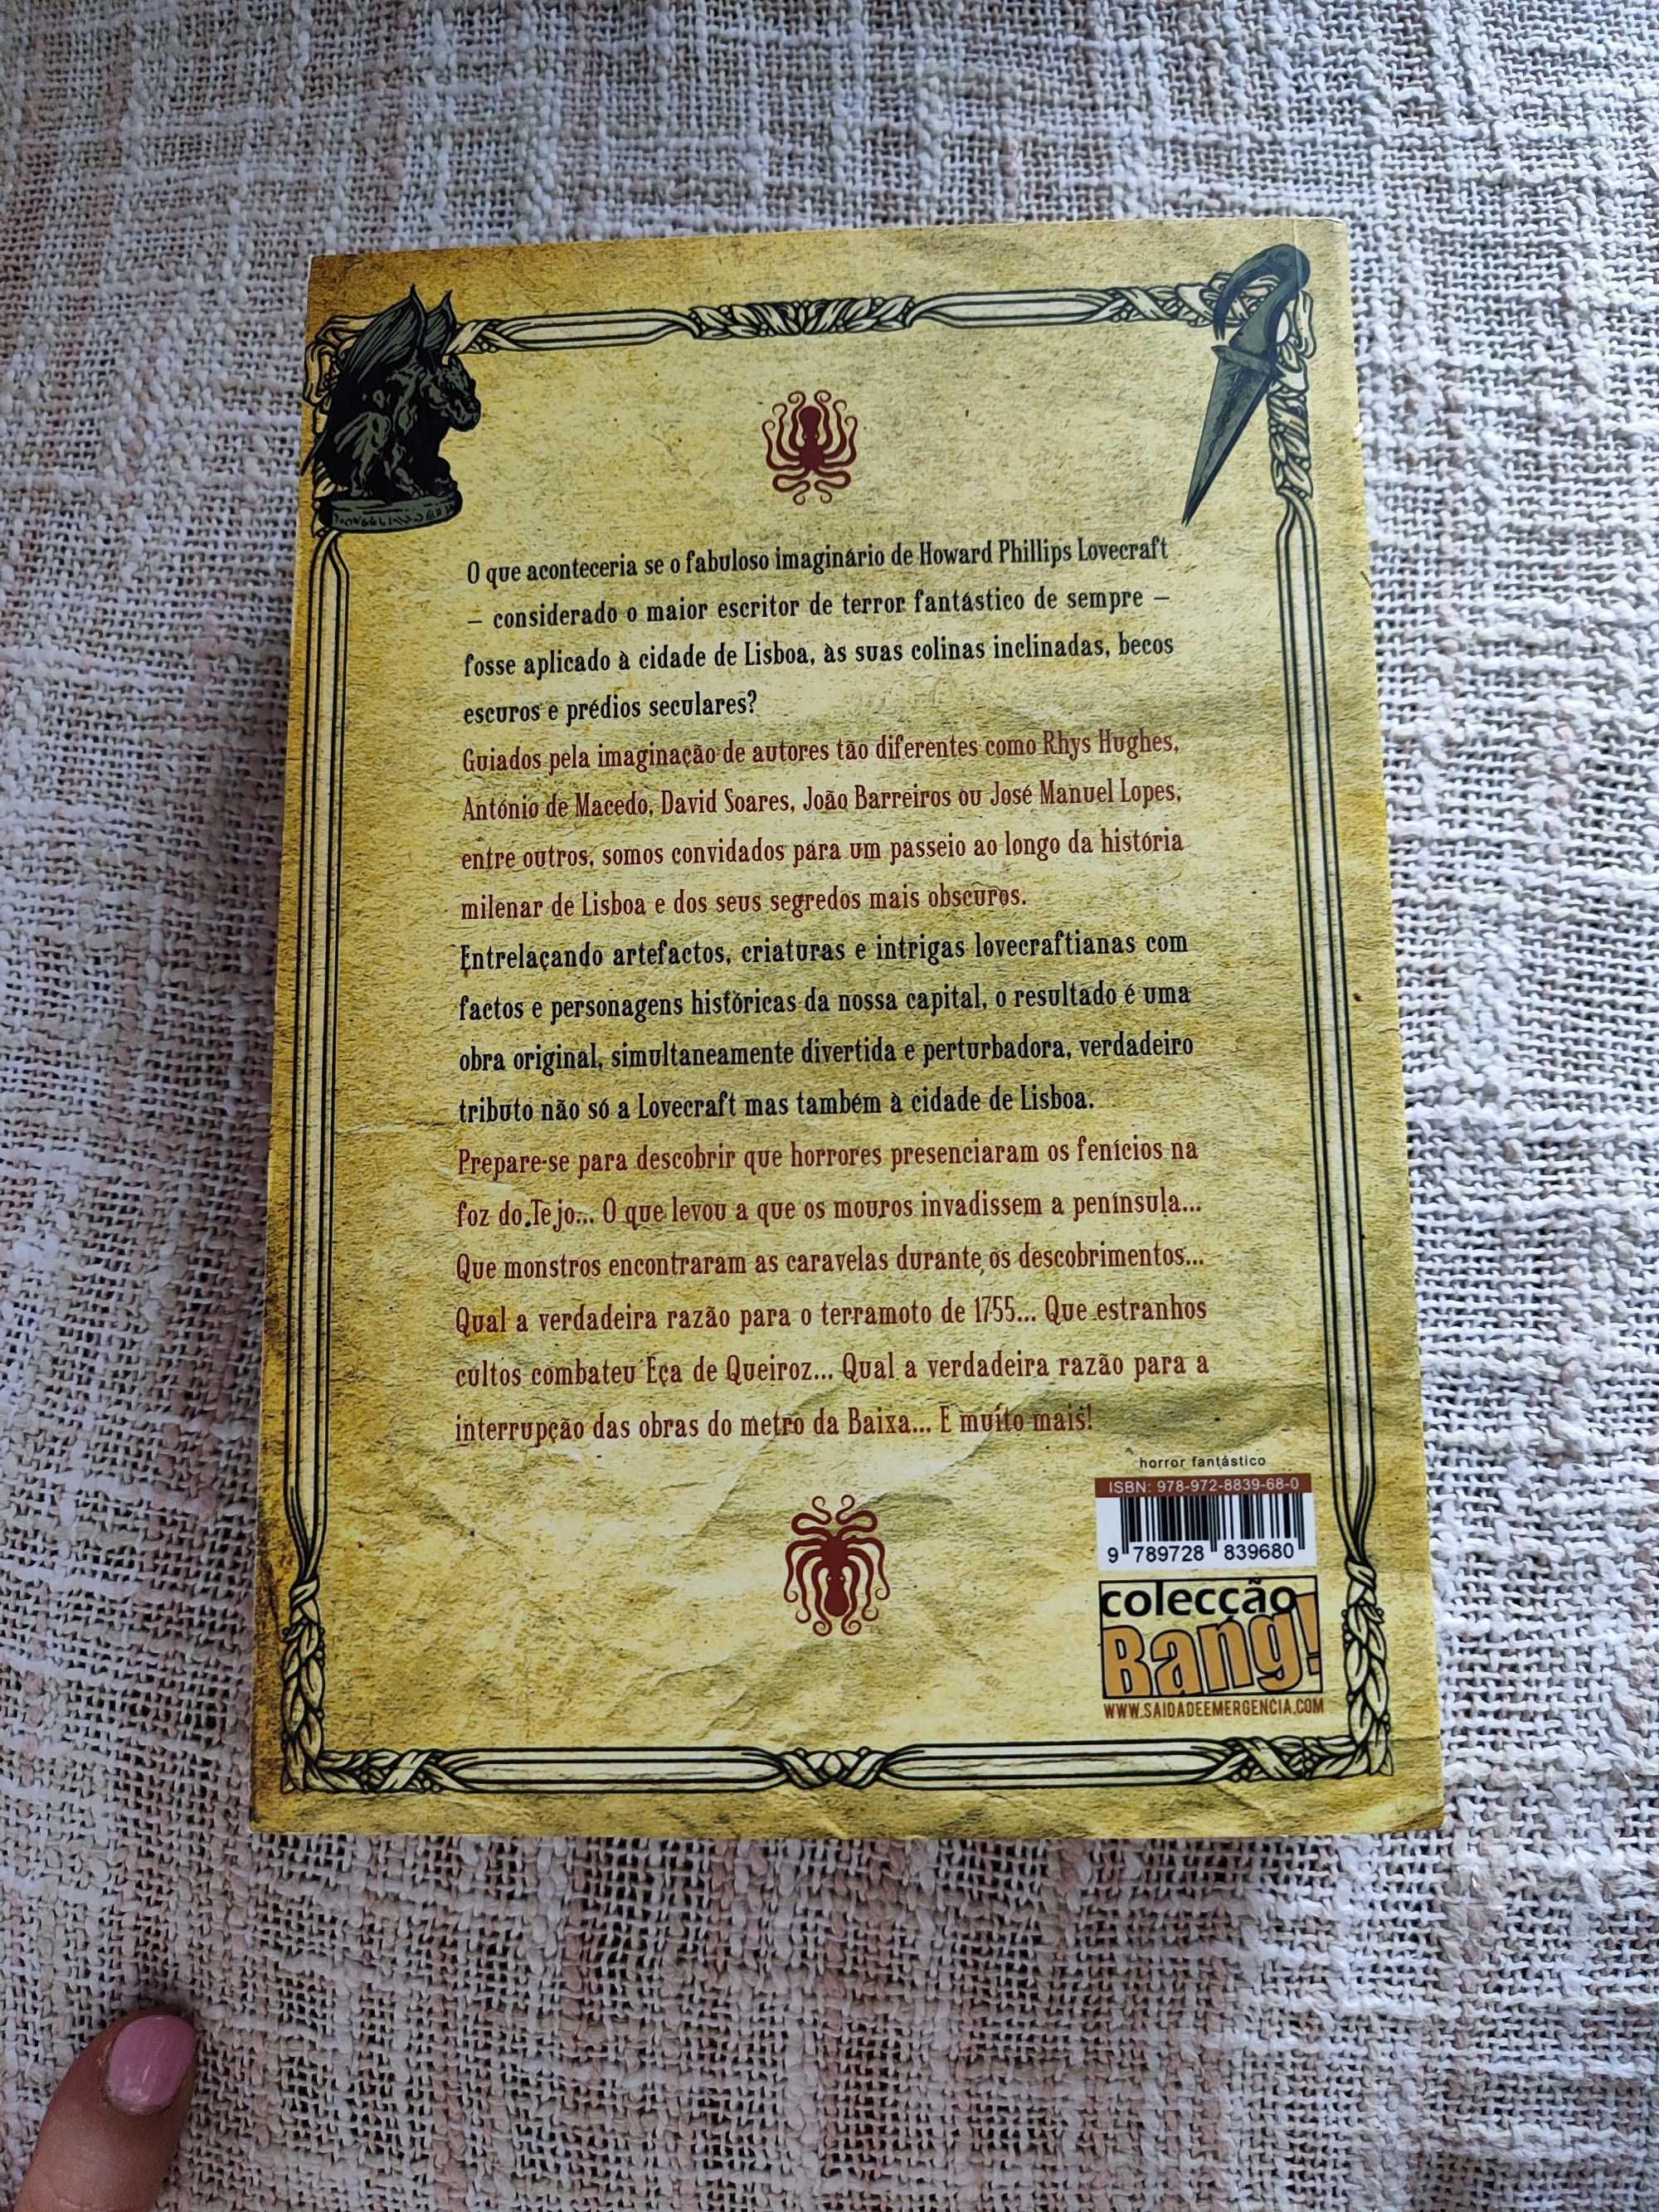 O que aconteceria se o fabuloso imaginário de Howard Phillips Lovecraft
– considerado o maior escritor de terror fantástico de sempre –
fosse aplicado à cidade de Lisboa, às suas colinas inclinadas, becos
escuros e prédios seculares?
Guiados pela imaginação de autores tão diferentes como Rhys Hughes,
António de Macedo, David Soares, João Barreiros ou José Manuel Lopes,
entre outros, somos convidados para um passeio ao longo da história
milenar de Lisboa e dos seus segredos mais obscuros.
Entrelaçando artefactos, criaturas e intrigas lovecraftianas com
factos e personagens históricas da nossa capital, o resultado é uma
obra original, simultaneamente divertida e perturbadora, verdadeiro
tributo não só a Lovecraft mas também à cidade de Lisboa.
Prepare-se para descobrir que horrores presenciaram os fenícios na
foz do Tejo... O que levou a que os mouros invadissem a península...
Que monstros encontraram as caravelas durante os descobrimentos...
Qual a verdadeira razão para o terramoto de 1755... Que estranhos
cultos combateu Eça de Queiroz... Qual a verdadeira razão para a
interrupção das obras do metro da Baixa... E muito mais!
horror fantástico
ISBN: 978-972-8839-68-0
9 789728 839680
colecção
Bang!
WWW.SAIDADEEMERGENCIA.COM